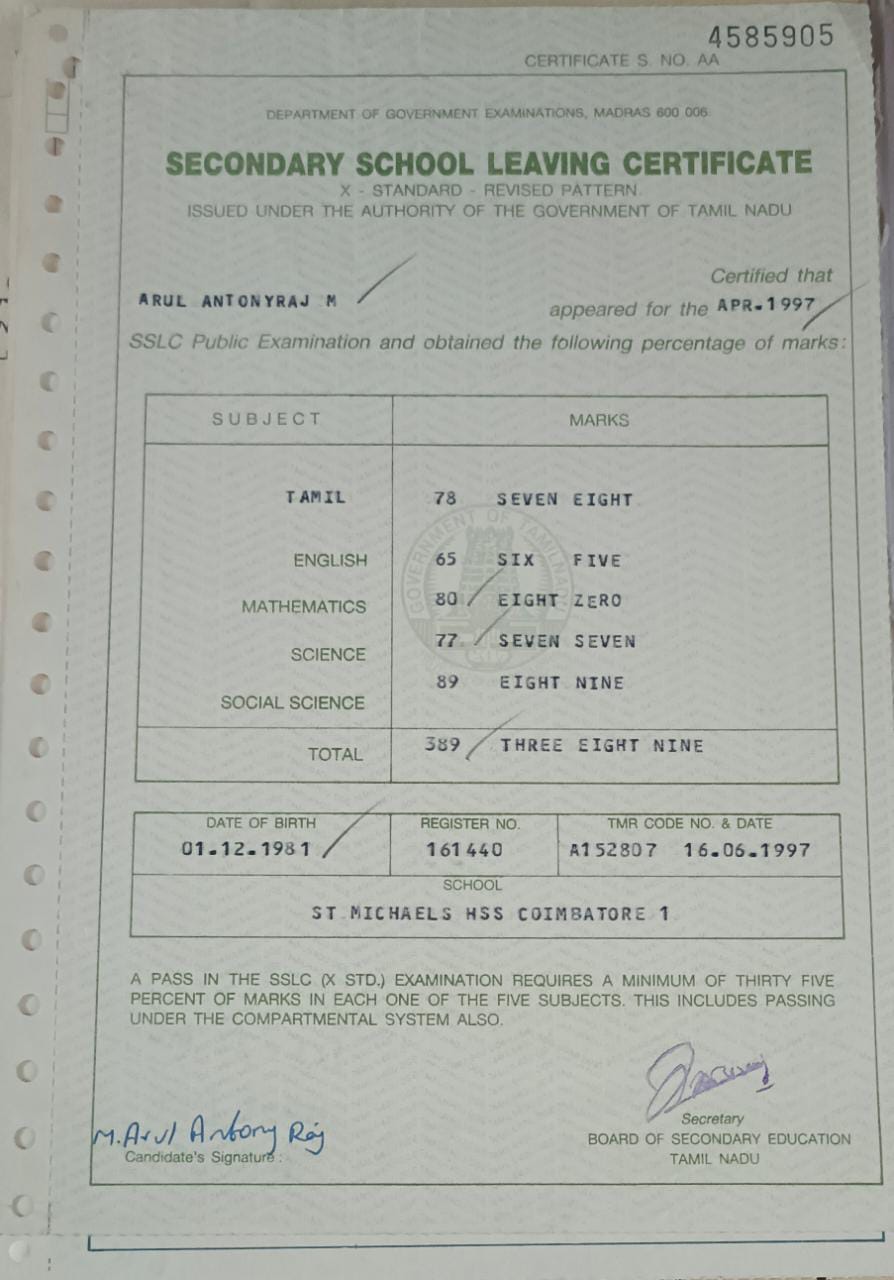 4585905
CERTIFICATE S. NO. AA
DEPARTMENT OF GOVERNMENT EXAMINATIONS, MADRAS 600 006
SECONDARY SCHOOL LEAVING CERTIFICATE
X - STANDARD - REVISED PATTERN
ISSUED UNDER THE AUTHORITY OF THE GOVERNMENT OF TAMIL NADU
Certified that
ARUL ANTONYRAJ M appeared for the APR-1997
SSLC Public Examination and obtained the following percentage of marks:
SUBJECT MARKS
TAMIL 78 SEVEN EIGHT
ENGLISH 65 SIX FIVE
MATHEMATICS 80 EIGHT ZERO
SCIENCE 77 SEVEN SEVEN
SOCIAL SCIENCE 89 EIGHT NINE
TOTAL 389 THREE EIGHT NINE
GOVERNMENT OF TAMILNADU
DATE OF BIRTH REGISTER NO. TMR CODE NO. & DATE
01.12.1981 161440 A152807 16.06.1997
SCHOOL
ST MICHAELS HSS COIMBATORE 1
A PASS IN THE SSLC (X STD.) EXAMINATION REQUIRES A MINIMUM OF THIRTY FIVE
PERCENT OF MARKS IN EACH ONE OF THE FIVE SUBJECTS. THIS INCLUDES PASSING
UNDER THE COMPARTMENTAL SYSTEM ALSO.
M. Arul Antony Raj
Candidate's Signature :
Secretary
BOARD OF SECONDARY EDUCATION
TAMIL NADU